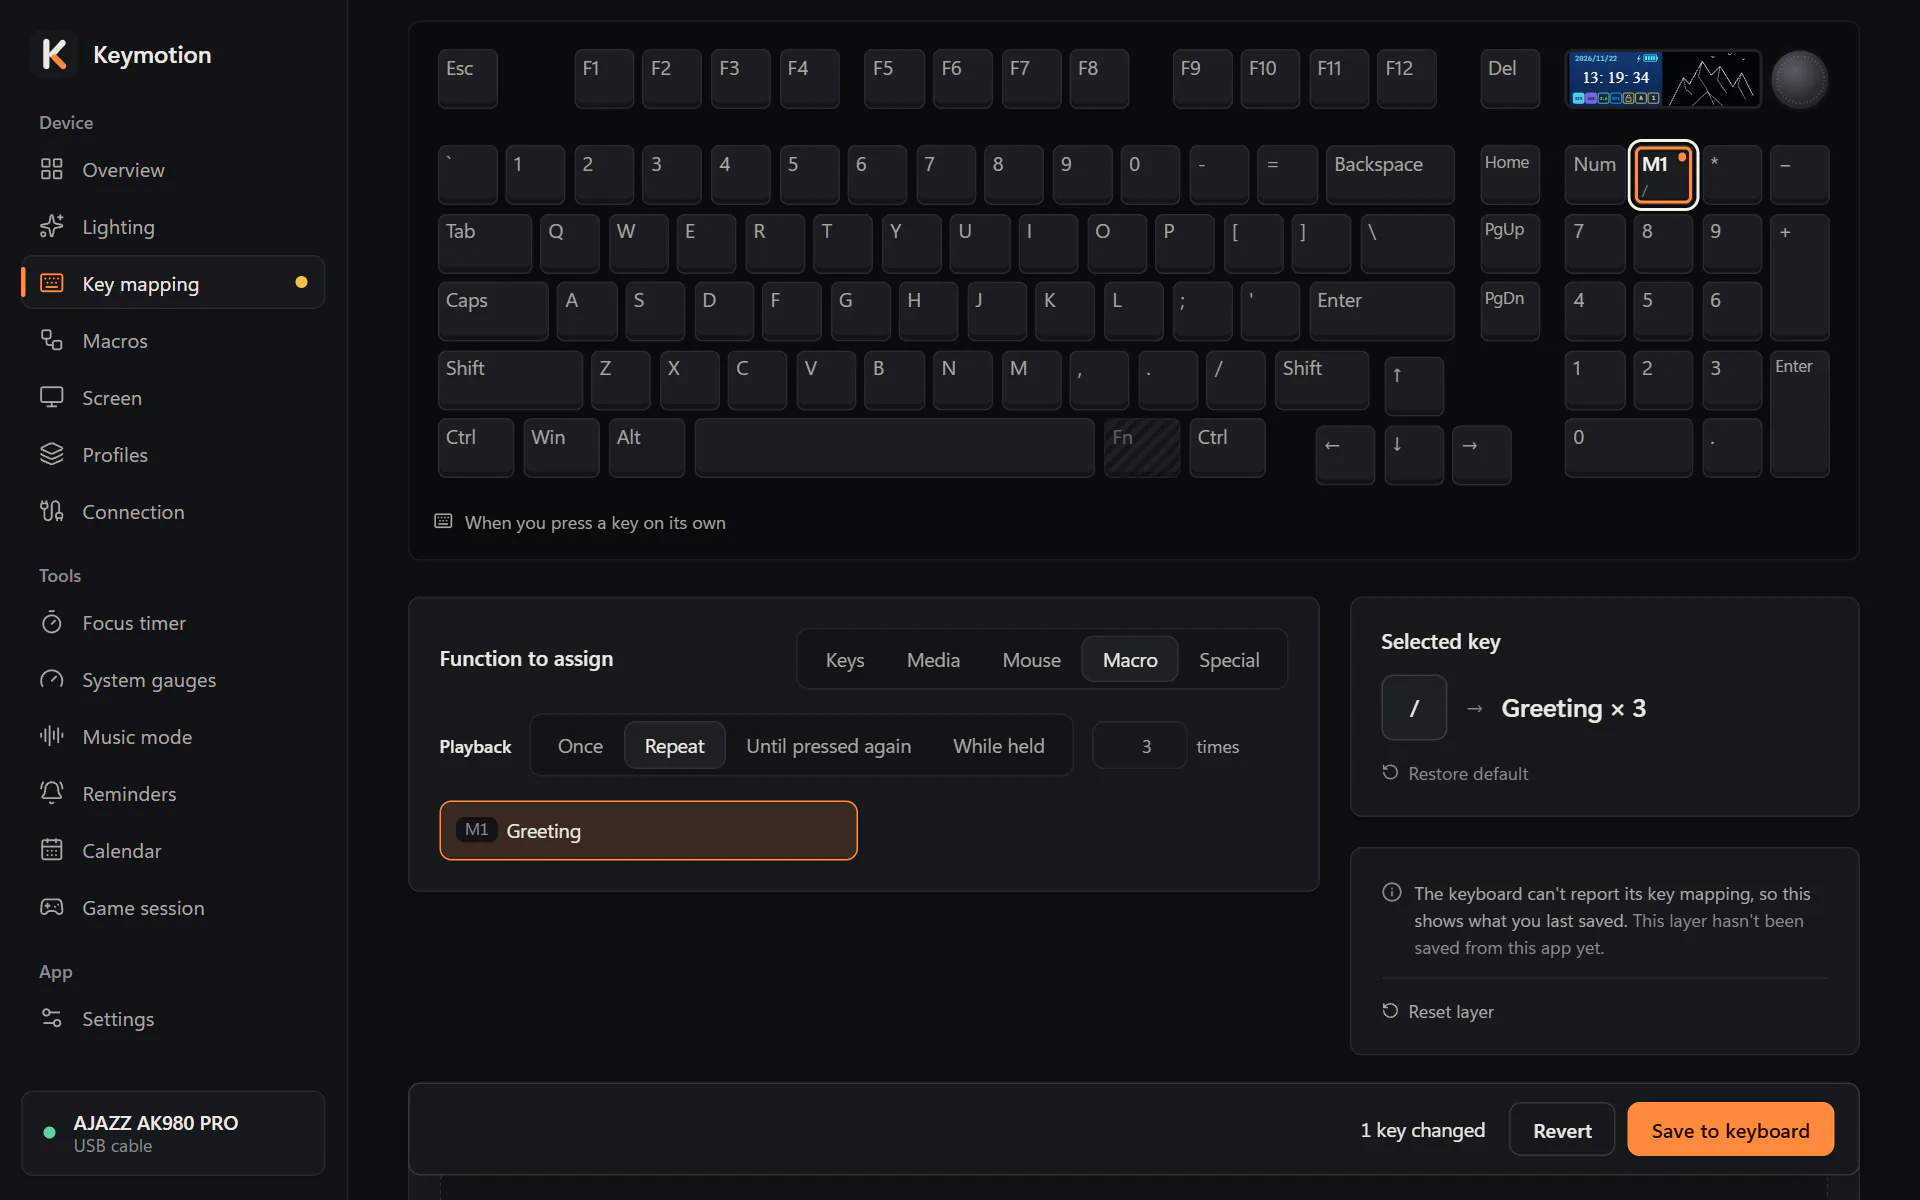 Keymotion
Device
Overview
Lighting
Key mapping
Macros
Screen
Profiles
Connection
Tools
Focus timer
System gauges
Music mode
Reminders
Calendar
Game session
App
Settings
AJAZZ AK980 PRO
USB cable
Esc F1 F2 F3 F4 F5 F6 F7 F8 F9 F10 F11 F12 Del
2026/11/22
13: 19: 34
` 1 2 3 4 5 6 7 8 9 0 - = Backspace Home Num M1 / * −
Tab Q W E R T Y U I O P [ ] \ PgUp 7 8 9 +
Caps A S D F G H J K L ; ' Enter PgDn 4 5 6
Shift Z X C V B N M , . / Shift ↑ 1 2 3 Enter
Ctrl Win Alt Fn Ctrl ← ↓ → 0 .
When you press a key on its own
Function to assign
Keys Media Mouse Macro Special
Playback Once Repeat Until pressed again While held 3 times
M1 Greeting
Selected key
/ → Greeting × 3
Restore default
The keyboard can't report its key mapping, so this
shows what you last saved. This layer hasn't been
saved from this app yet.
Reset layer
1 key changed Revert Save to keyboard